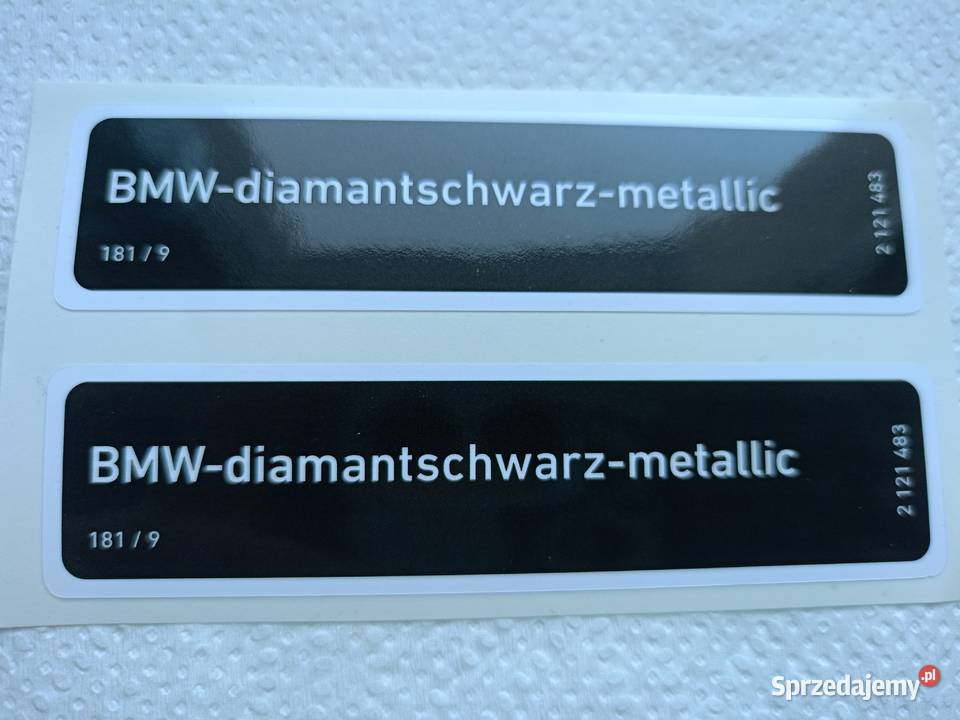 BMW-diamantschwarz-metallic
181 / 9
2 121 483
BMW-diamantschwarz-metallic
181 / 9
2 121 483
Sprzedajemy.pl